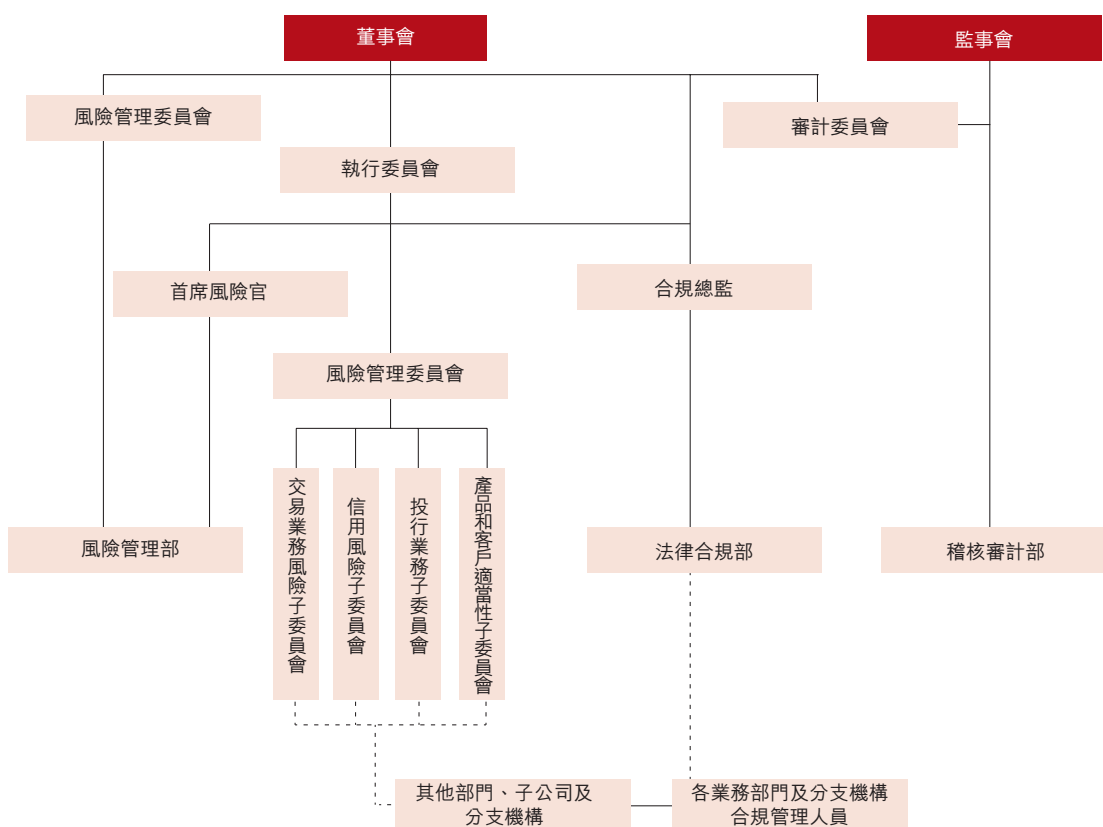 董事會
監事會
風險管理委員會
審計委員會
執行委員會
首席風險官
合規總監
風險管理委員會
交易業務風險子委員會
信用風險子委員會
投行業務子委員會
產品和客戶適當性子委員會
風險管理部
法律合規部
稽核審計部
其他部門、子公司及
分支機構
各業務部門及分支機構
合規管理人員